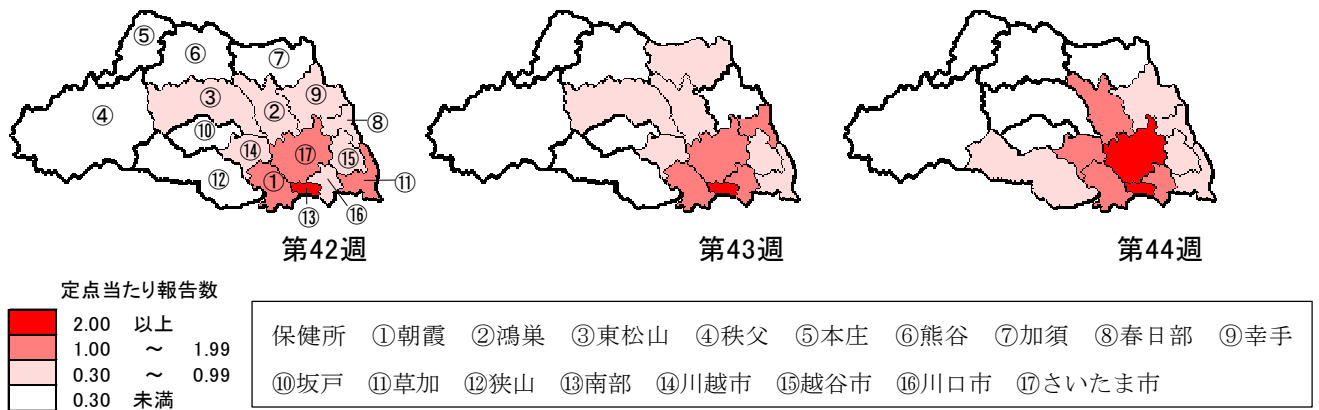 ⑤
⑥
⑦
④
③
②
⑨
⑧
⑩
⑭
⑰
⑮
⑫
①
⑪
⑬
⑯
第42週
第43週
第44週
定点当たり報告数
2.00 以上
1.00 ～ 1.99
0.30 ～ 0.99
0.30 未満
保健所 ①朝霞 ②鴻巣 ③東松山 ④秩父 ⑤本庄 ⑥熊谷 ⑦加須 ⑧春日部 ⑨幸手
⑩坂戸 ⑪草加 ⑫狭山 ⑬南部 ⑭川越市 ⑮越谷市 ⑯川口市 ⑰さいたま市